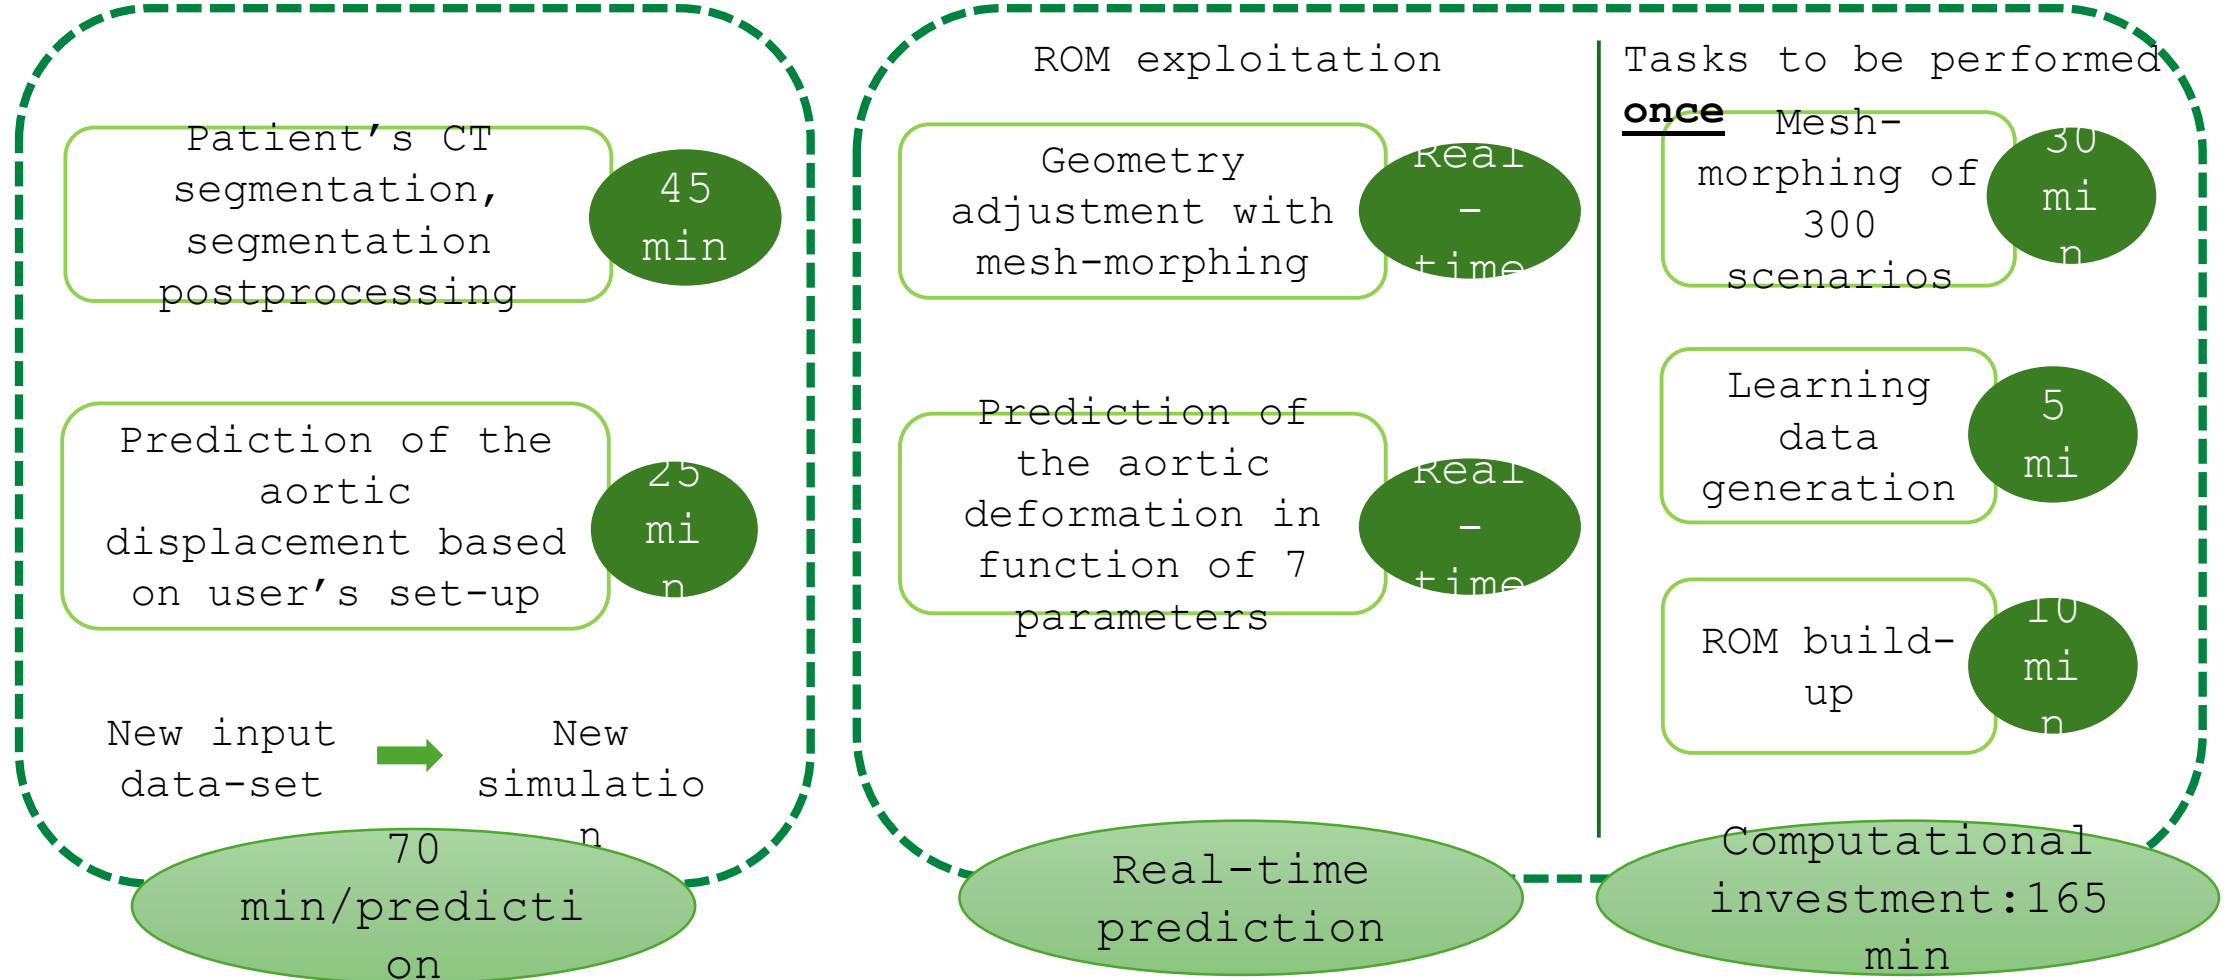 Patient’s CT
segmentation,
segmentation
postprocessing
45
min
Prediction of the
aortic
displacement based
on user’s set-up
25
mi
n
New input
data-set
New
simulatio
n
70
min/predicti
on
ROM exploitation
Geometry
adjustment with
mesh-morphing
Real
-
time
Prediction of
the aortic
deformation in
function of 7
parameters
Real
-
time
Real-time
prediction
Tasks to be performed
once
Mesh-
morphing of
300
scenarios
30
mi
n
Learning
data
generation
5
mi
ROM build-
up
10
mi
n
Computational
investment:165
min